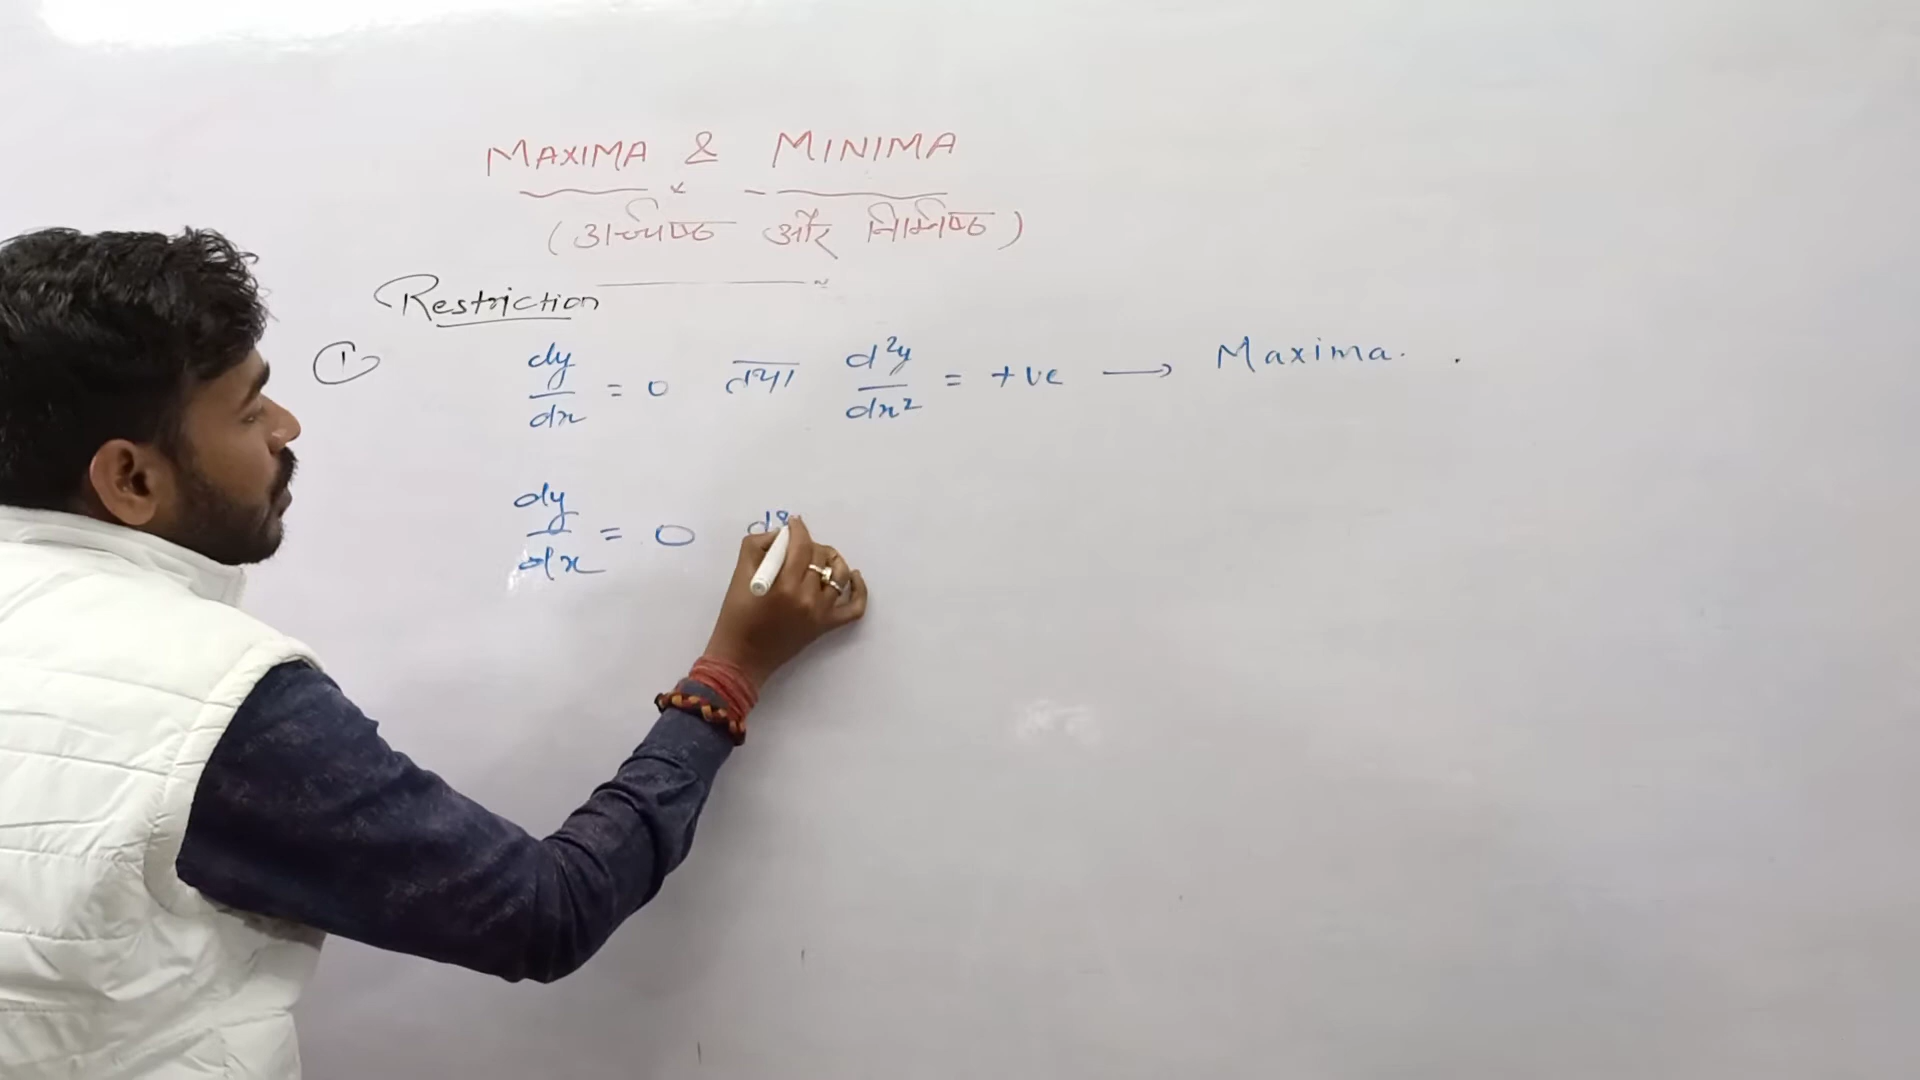 MAXIMA & MINIMA
(उच्चिष्ठ और निम्निष्ठ)
Restriction
① dy/dx = 0 तथा d²y/dx² = +ve → Maxima.
dy/dx = 0